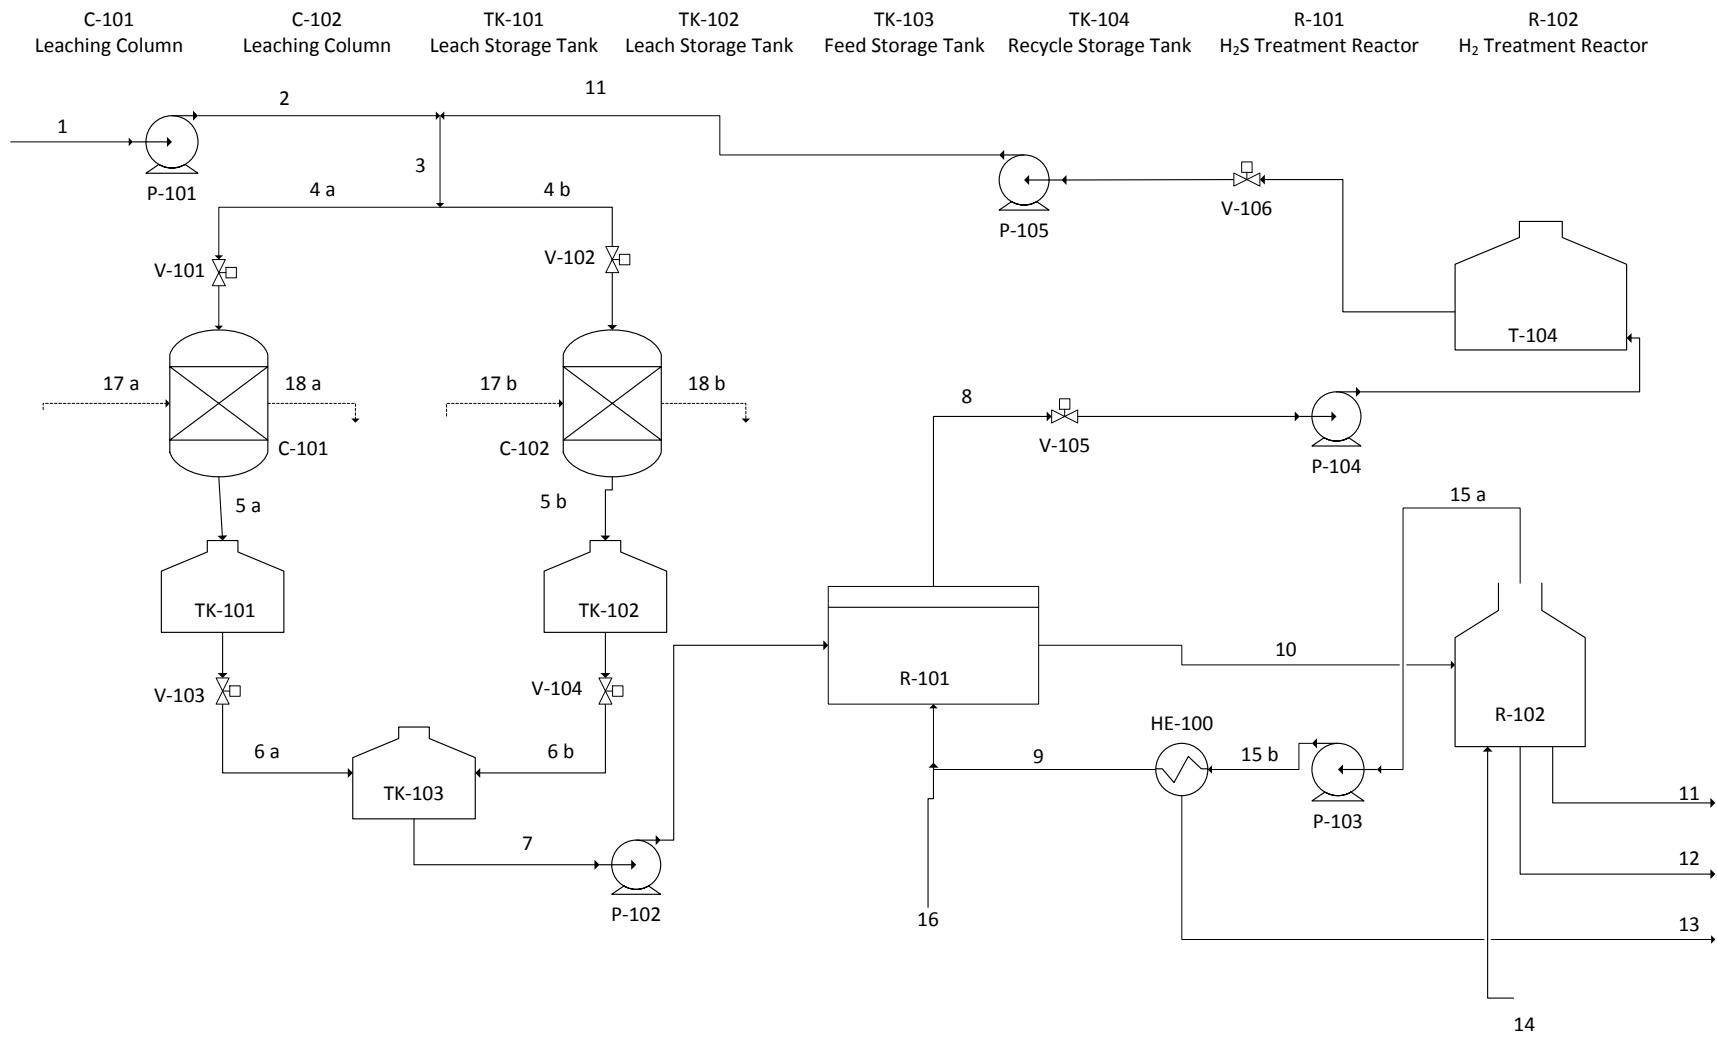 C-101
Leaching Column
C-102
Leaching Column
TK-101
Leach Storage Tank
TK-102
Leach Storage Tank
TK-103
Feed Storage Tank
TK-104
Recycle Storage Tank
R-101
H₂S Treatment Reactor
R-102
H₂ Treatment Reactor
1
2
11
3
P-101
4 a
4 b
V-101
V-102
P-105
V-106
T-104
17 a
18 a
17 b
18 b
C-101
C-102
8
V-105
P-104
5 a
5 b
15 a
TK-101
TK-102
R-101
10
V-103
V-104
R-102
6 a
6 b
TK-103
HE-100
9
15 b
P-103
11
7
P-102
12
16
13
14